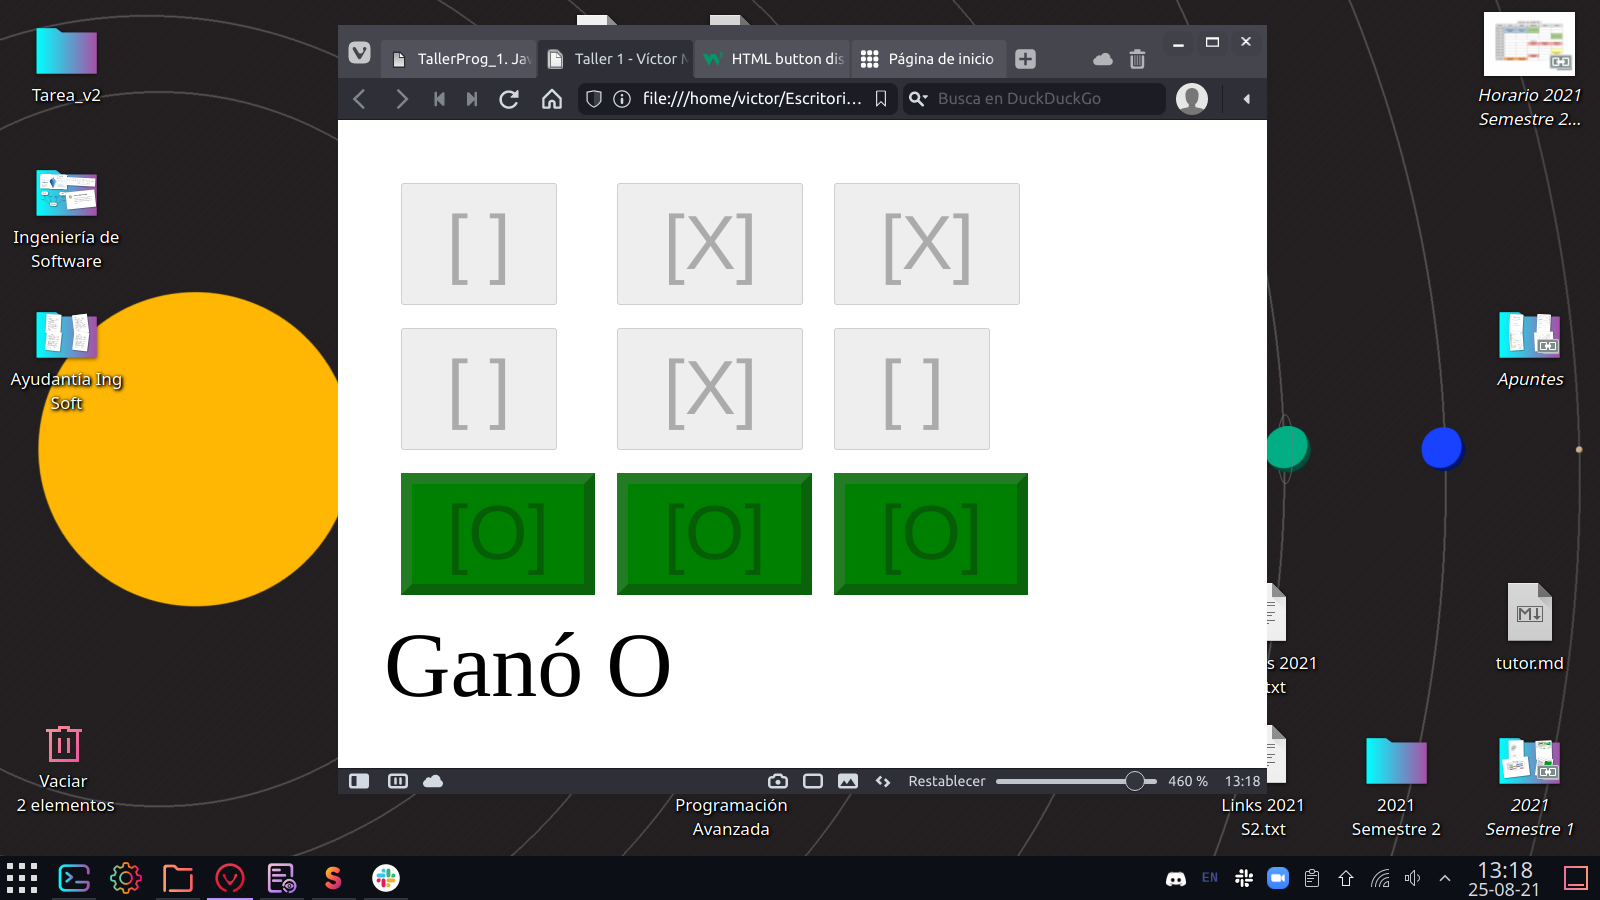 Tarea_v2
Ingeniería de
Software
Ayudantía Ing
Soft
Vaciar
2 elementos
TallerProg_1. Jav
Taller 1 - Víctor M
HTML button dis
Página de inicio
file:///home/victor/Escritori...
Busca en DuckDuckGo
[ ] [X] [X]
[ ] [X] [ ]
[O] [O] [O]
Ganó O
Restablecer
460 %
13:18
Programación
Avanzada
Horario 2021
Semestre 2...
Apuntes
s 2021
txt
M
tutor.md
Links 2021
S2.txt
2021
Semestre 2
2021
Semestre 1
EN
13:18
25-08-21